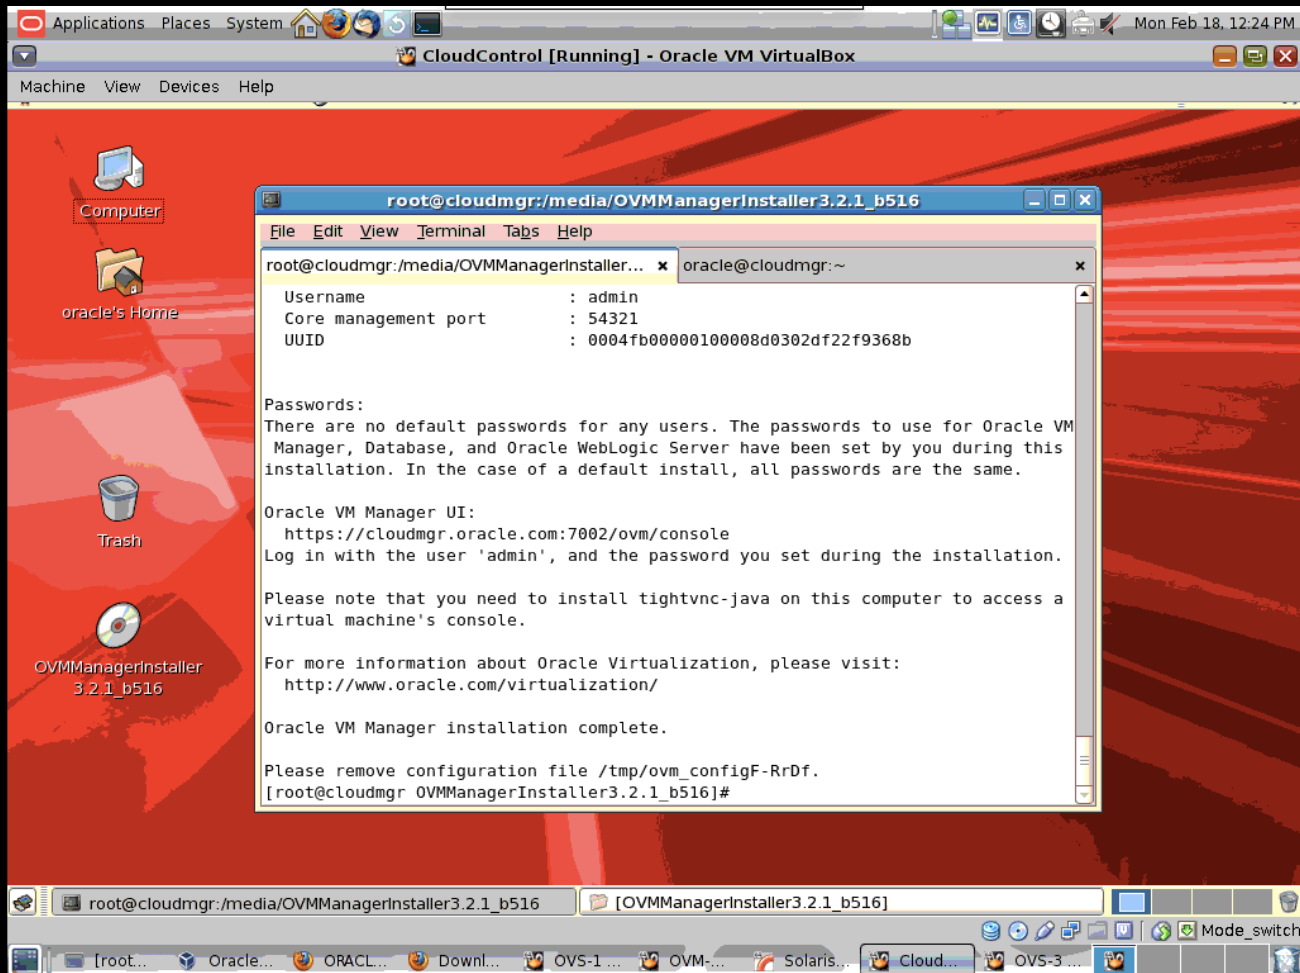 Applications Places System Mon Feb 18, 12:24 PM
CloudControl [Running] - Oracle VM VirtualBox
Machine View Devices Help
Computer
oracle's Home
Trash
OVMManagerInstaller
3.2.1_b516
root@cloudmgr:/media/OVMManagerInstaller3.2.1_b516
File Edit View Terminal Tabs Help
root@cloudmgr:/media/OVMManagerInstaller... oracle@cloudmgr:~
Username : admin
Core management port : 54321
UUID : 0004fb00000100008d0302df22f9368b
Passwords:
There are no default passwords for any users. The passwords to use for Oracle VM
Manager, Database, and Oracle WebLogic Server have been set by you during this
installation. In the case of a default install, all passwords are the same.
Oracle VM Manager UI:
https://cloudmgr.oracle.com:7002/ovm/console
Log in with the user 'admin', and the password you set during the installation.
Please note that you need to install tightvnc-java on this computer to access a
virtual machine's console.
For more information about Oracle Virtualization, please visit:
http://www.oracle.com/virtualization/
Oracle VM Manager installation complete.
Please remove configuration file /tmp/ovm_configF-RrDf.
[root@cloudmgr OVMManagerInstaller3.2.1_b516]#
root@cloudmgr:/media/OVMManagerInstaller3.2.1_b516 [OVMManagerInstaller3.2.1_b516]
Mode_switch
[root... Oracle... ORACL... Downl... OVS-1 ... OVM-... Solaris... Cloud... OVS-3 ...